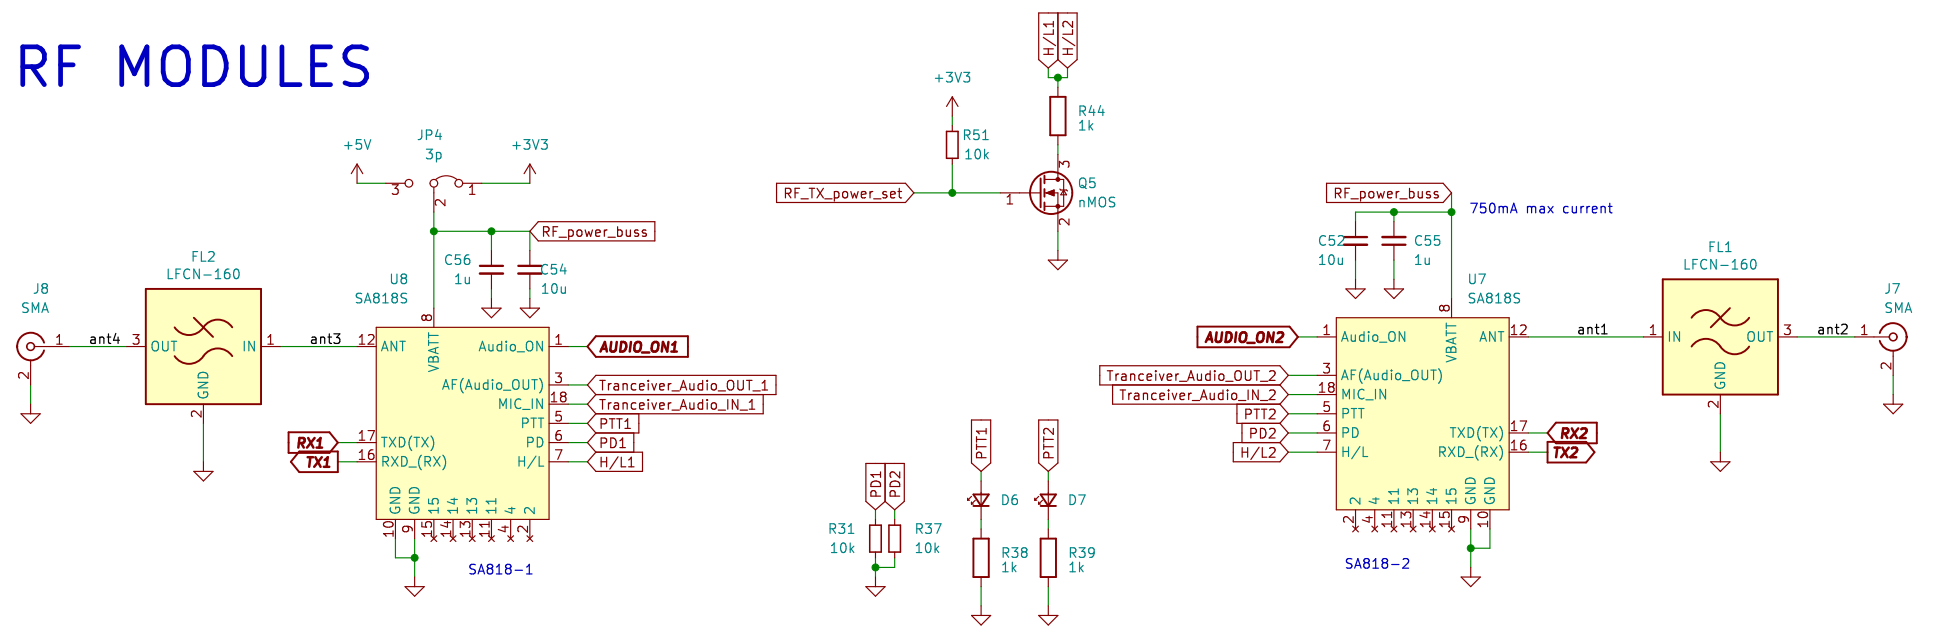 RF MODULES
+5V
JP4
3p
+3V3
3
1
2
RF_power_buss
C56
1u
C54
10u
FL2
LFCN-160
J8
SMA
1
2
ant4
3
OUT
IN
1
GND
2
ant3
U8
SA818S
8
VBATT
12
ANT
Audio_ON
1
AUDIO_ON1
AF(Audio_OUT)
3
Tranceiver_Audio_OUT_1
MIC_IN
18
Tranceiver_Audio_IN_1
PTT
5
PTT1
RX1
17
TXD(TX)
PD
6
PD1
TX1
16
RXD_(RX)
H/L
7
H/L1
GND
GND
15
14
13
11
4
2
10
9
15
14
13
11
4
2
SA818-1
H/L1
H/L2
+3V3
R44
1k
R51
10k
RF_TX_power_set
3
1
2
Q5
nMOS
PD1
PD2
R31
10k
R37
10k
PTT1
PTT2
D6
D7
R38
1k
R39
1k
RF_power_buss
750mA max current
C52
10u
C55
1u
U7
SA818S
8
VBATT
AUDIO_ON2
1
Audio_ON
ANT
12
ant1
Tranceiver_Audio_OUT_2
3
AF(Audio_OUT)
Tranceiver_Audio_IN_2
18
MIC_IN
PTT2
5
PTT
PD2
6
PD
TXD(TX)
17
RX2
H/L2
7
H/L
RXD_(RX)
16
TX2
2
4
11
13
14
15
GND
GND
2
4
11
13
14
15
9
10
SA818-2
FL1
LFCN-160
1
IN
OUT
3
GND
2
ant2
J7
SMA
1
2